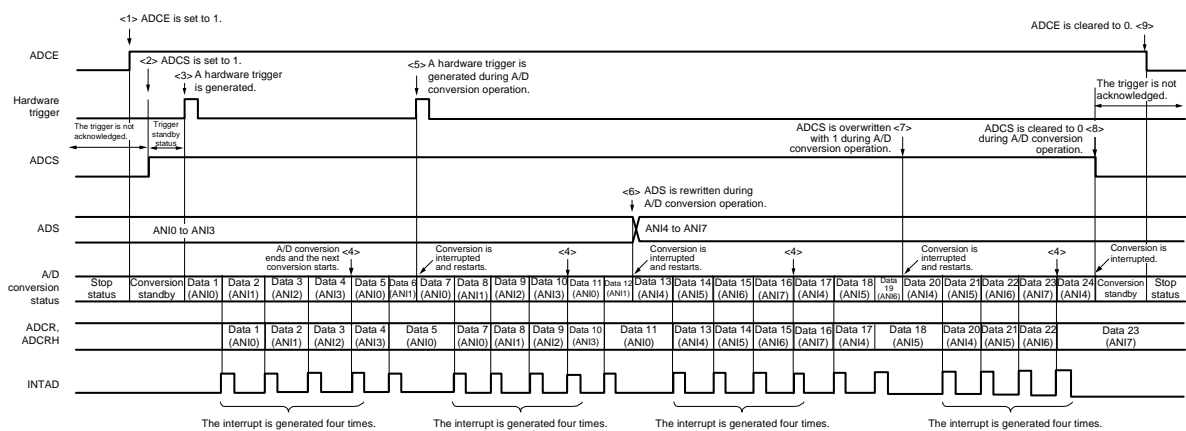 <1> ADCE is set to 1.
ADCE is cleared to 0. <9>
ADCE
<2> ADCS is set to 1.
<3> A hardware trigger
is generated.
<5> A hardware trigger is
generated during A/D
conversion operation.
The trigger is not
acknowledged.
Hardware
trigger
The trigger is not
acknowledged.
Trigger
standby
status
ADCS is overwritten <7>
with 1 during A/D
conversion operation.
ADCS is cleared to 0 <8>
during A/D conversion
operation.
ADCS
<6> ADS is rewritten during
A/D conversion operation.
ADS
ANI0 to ANI3
ANI4 to ANI7
A/D conversion
ends and the next
conversion starts.
<4>
Conversion is
interrupted
and restarts.
<4>
Conversion is
interrupted
and restarts.
<4>
Conversion is
interrupted
and restarts.
<4>
Conversion is
interrupted.
A/D
conversion
status
Stop
status
Conversion
standby
Data 1
(ANI0)
Data 2
(ANI1)
Data 3
(ANI2)
Data 4
(ANI3)
Data 5
(ANI0)
Data 6
(ANI1)
Data 7
(ANI0)
Data 8
(ANI1)
Data 9
(ANI2)
Data 10
(ANI3)
Data 11
(ANI0)
Data 12
(ANI1)
Data 13
(ANI4)
Data 14
(ANI5)
Data 15
(ANI6)
Data 16
(ANI7)
Data 17
(ANI4)
Data 18
(ANI5)
Data
19
(ANI6)
Data 20
(ANI4)
Data 21
(ANI5)
Data 22
(ANI6)
Data 23
(ANI7)
Data 24
(ANI4)
Conversion
standby
Stop
status
ADCR,
ADCRH
Data 1
(ANI0)
Data 2
(ANI1)
Data 3
(ANI2)
Data 4
(ANI3)
Data 5
(ANI0)
Data 7
(ANI0)
Data 8
(ANI1)
Data 9
(ANI2)
Data 10
(ANI3)
Data 11
(ANI0)
Data 13
(ANI4)
Data 14
(ANI5)
Data 15
(ANI6)
Data 16
(ANI7)
Data 17
(ANI4)
Data 18
(ANI5)
Data 20
(ANI4)
Data 21
(ANI5)
Data 22
(ANI6)
Data 23
(ANI7)
INTAD
The interrupt is generated four times.
The interrupt is generated four times.
The interrupt is generated four times.
The interrupt is generated four times.